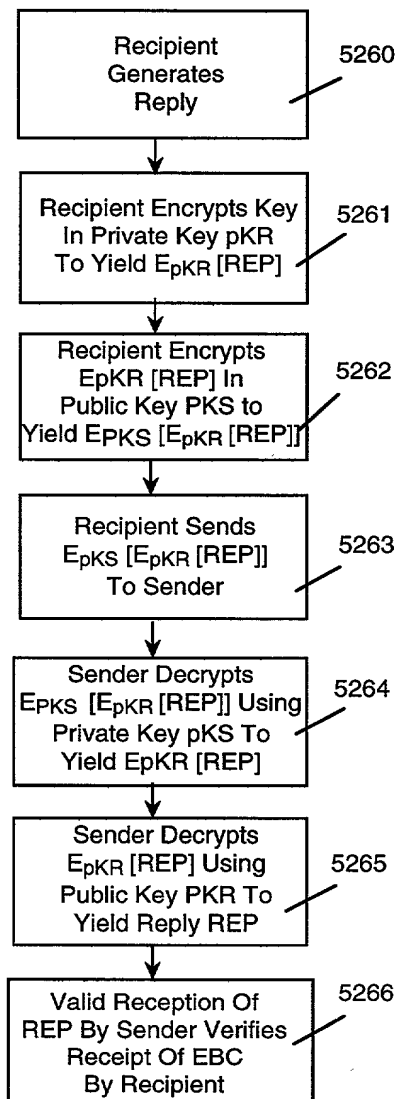 Recipient
Generates
Reply
5260
Recipient Encrypts Key
In Private Key pKR
To Yield EpKR [REP]
5261
Recipient Encrypts
EpKR [REP] In
Public Key PKS to
Yield EPKS [EpKR [REP]]
5262
Recipient Sends
EpKS [EpKR [REP]]
To Sender
5263
Sender Decrypts
EPKS [EpKR [REP]] Using
Private Key pKS To
Yield EpKR [REP]
5264
Sender Decrypts
EpKR [REP] Using
Public Key PKR To
Yield Reply REP
5265
Valid Reception Of
REP By Sender Verifies
Receipt Of EBC
By Recipient
5266